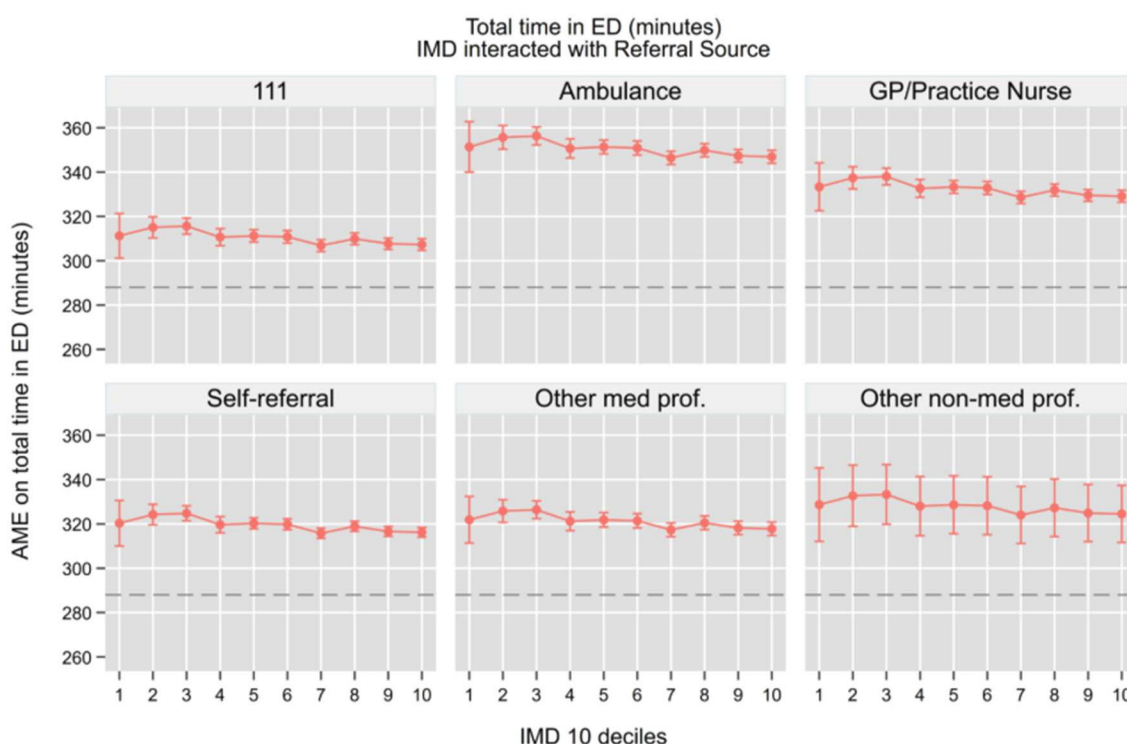 Total time in ED (minutes)
IMD interacted with Referral Source
111
Ambulance
GP/Practice Nurse
360
340
320
300
280
260
Self-referral
Other med prof.
Other non-med prof.
360
340
320
300
280
260
1 2 3 4 5 6 7 8 9 10
1 2 3 4 5 6 7 8 9 10
1 2 3 4 5 6 7 8 9 10
AME on total time in ED (minutes)
IMD 10 deciles